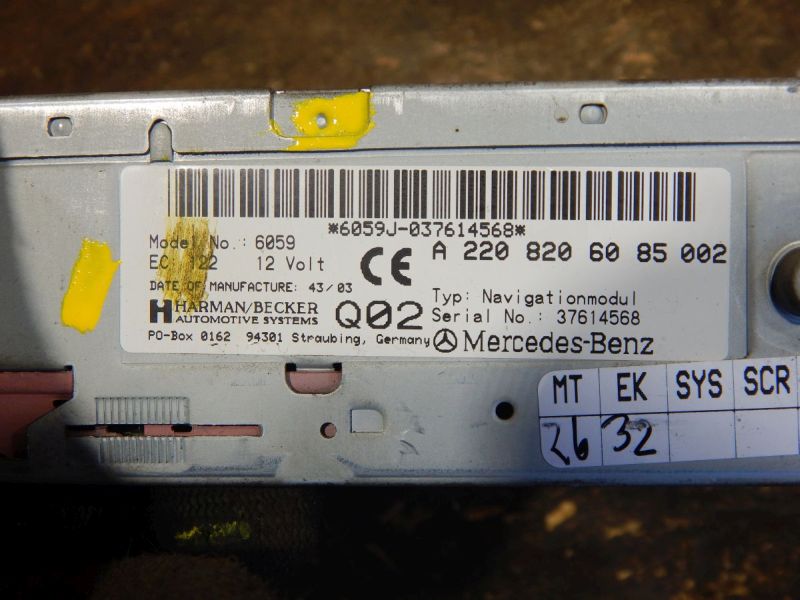 *6059J-037614568*
Model No.: 6059
A 220 820 60 85 002
EC 122 12 Volt
CE
DATE OF MANUFACTURE: 43/03
HARMAN/BECKER
AUTOMOTIVE SYSTEMS
Q02
Typ: Navigationmodul
Serial No.: 37614568
PO-Box 0162 94301 Straubing, Germany
Mercedes-Benz
MT EK SYS SCR
26 32